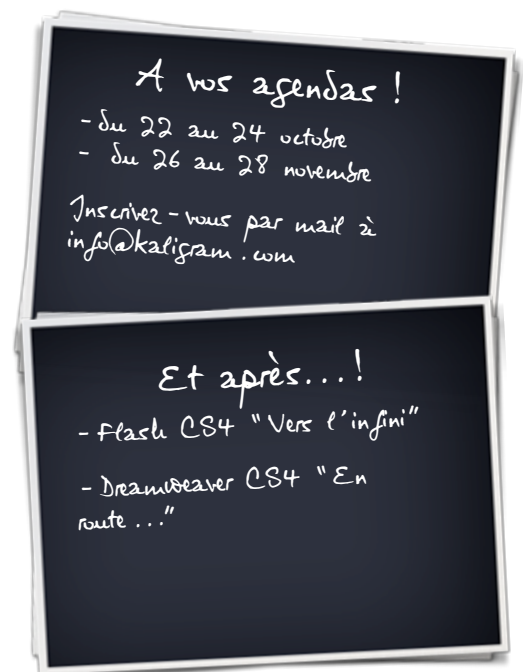 A vos agendas !
- du 22 au 24 octobre
- du 26 au 28 novembre
Inscrivez-vous par mail à
info@kaligram.com
Et après...!
- Flash CS4 "Vers l'infini"
- Dreamweaver CS4 "En
route ..."